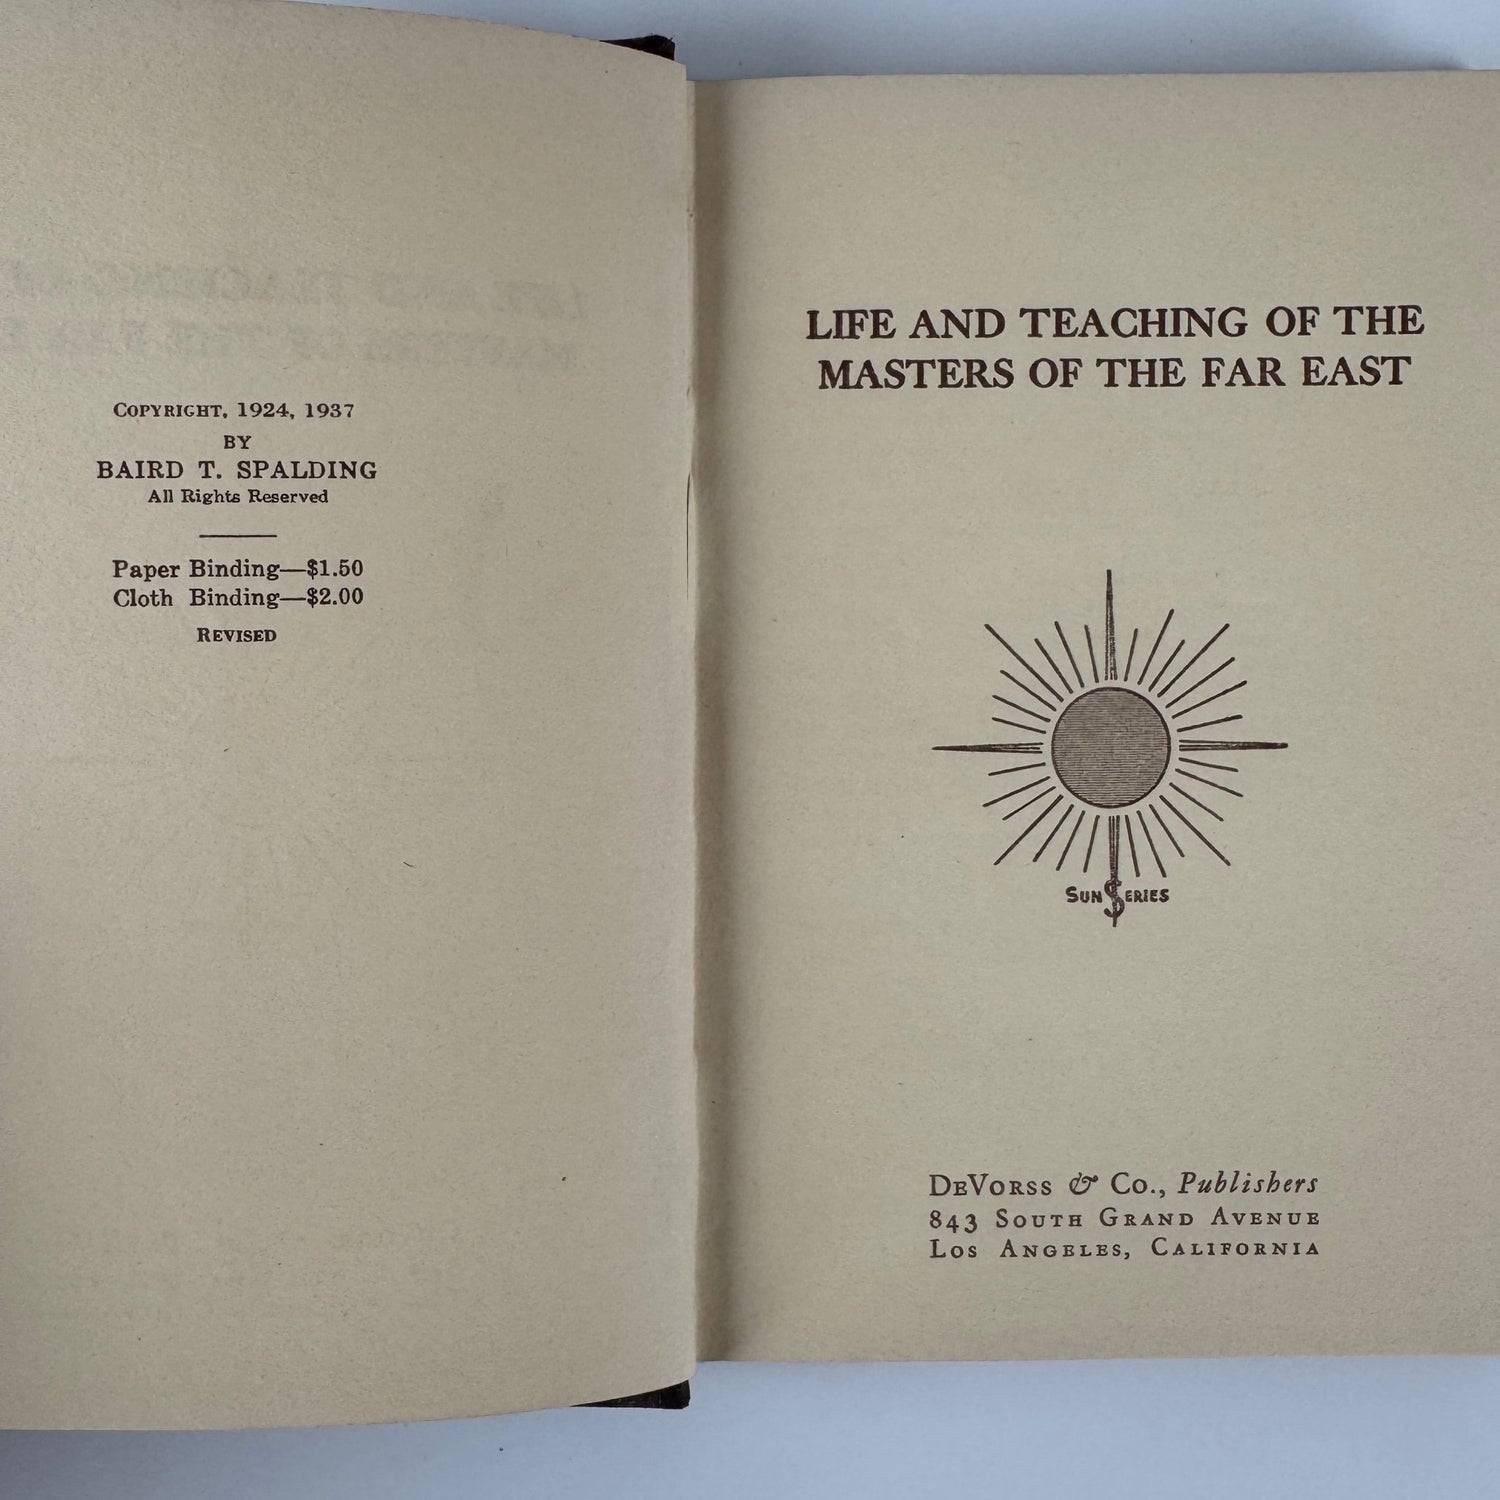 COPYRIGHT, 1924, 1937
BY
BAIRD T. SPALDING
All Rights Reserved
Paper Binding—$1.50
Cloth Binding—$2.00
REVISED
LIFE AND TEACHING OF THE
MASTERS OF THE FAR EAST
SUN SERIES
DEVORSS & CO., Publishers
843 SOUTH GRAND AVENUE
LOS ANGELES, CALIFORNIA